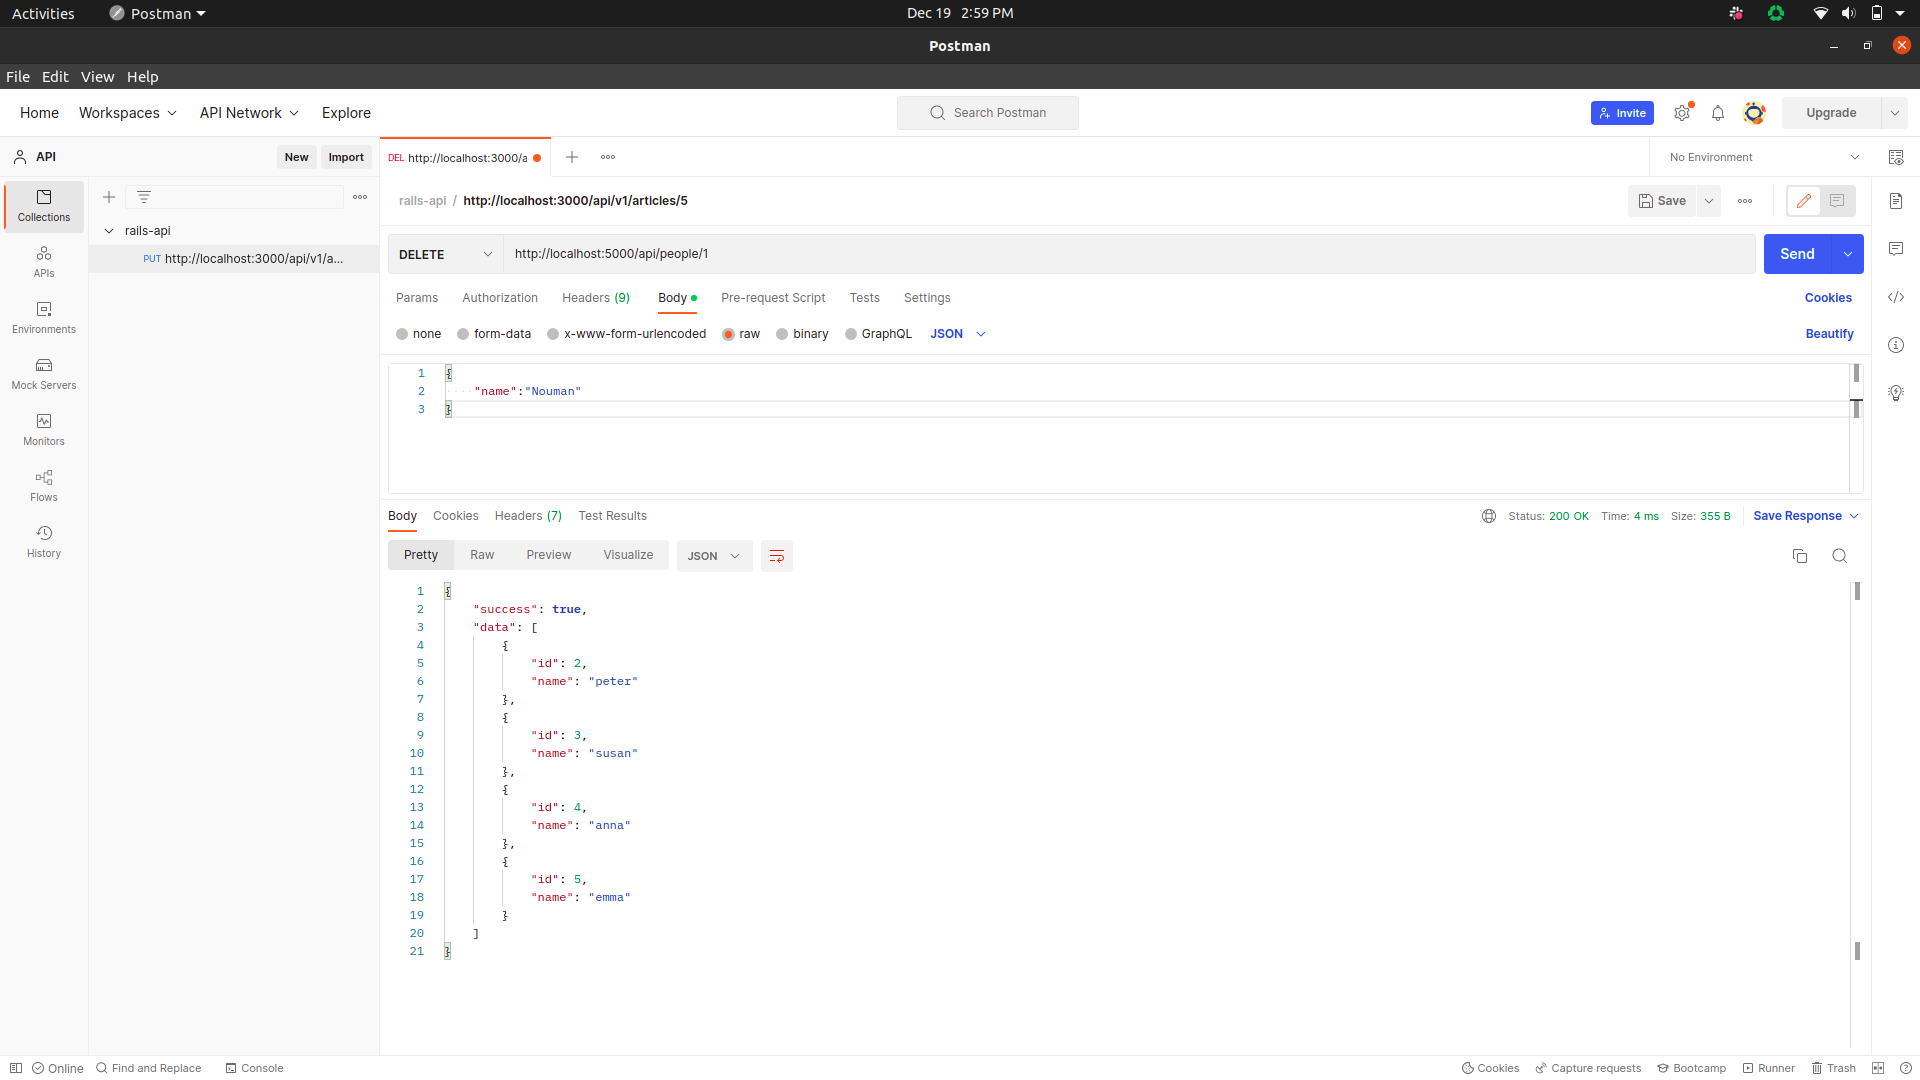 Activities Postman Dec 19 2:59 PM
Postman
File Edit View Help
Home Workspaces API Network Explore Search Postman Invite Upgrade
API New Import DEL http://localhost:3000/a No Environment
Collections
APIs
Environments
Mock Servers
Monitors
Flows
History
rails-api
PUT http://localhost:3000/api/v1/a...
rails-api / http://localhost:3000/api/v1/articles/5 Save
DELETE http://localhost:5000/api/people/1 Send
Params Authorization Headers (9) Body Pre-request Script Tests Settings Cookies
none form-data x-www-form-urlencoded raw binary GraphQL JSON Beautify
1 {
2 "name":"Nouman"
3 }
Body Cookies Headers (7) Test Results Status: 200 OK Time: 4 ms Size: 355 B Save Response
Pretty Raw Preview Visualize JSON
1 {
2 "success": true,
3 "data": [
4 {
5 "id": 2,
6 "name": "peter"
7 },
8 {
9 "id": 3,
10 "name": "susan"
11 },
12 {
13 "id": 4,
14 "name": "anna"
15 },
16 {
17 "id": 5,
18 "name": "emma"
19 }
20 ]
21 }
Online Find and Replace Console Cookies Capture requests Bootcamp Runner Trash